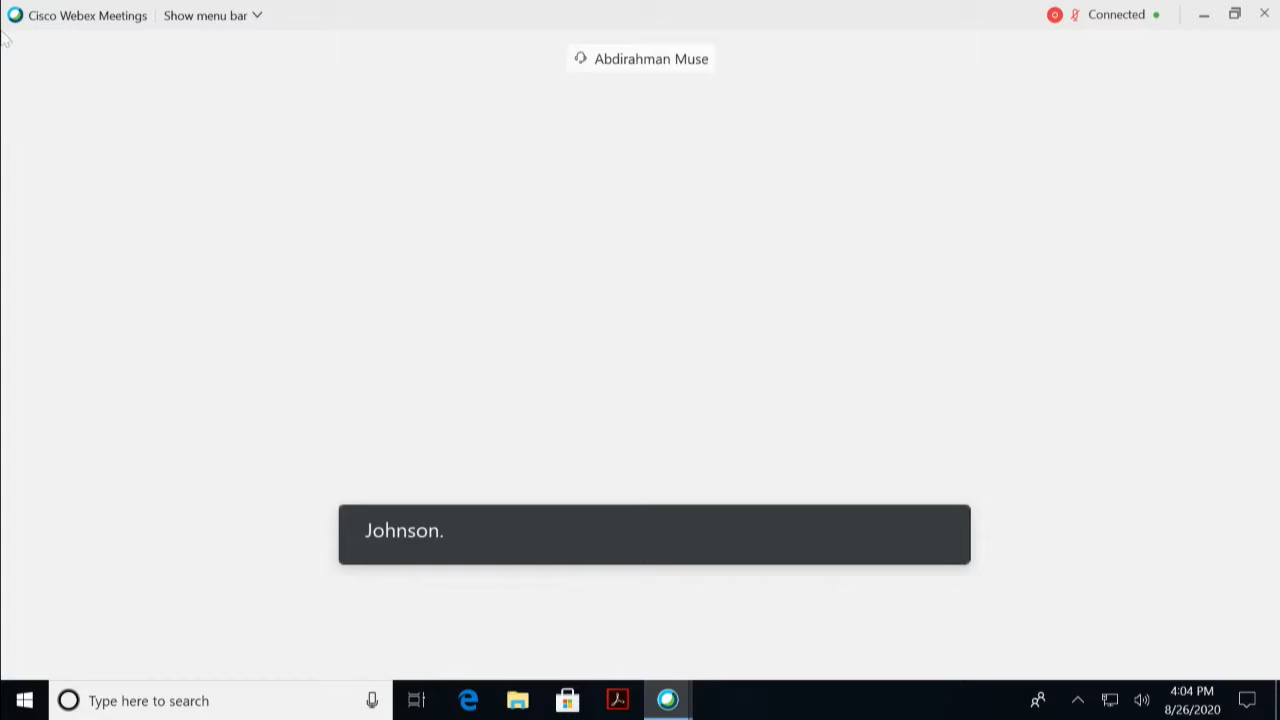 Cisco Webex Meetings
Show menu bar
Connected
Abdirahman Muse
Johnson.
Type here to search
4:04 PM
8/26/2020